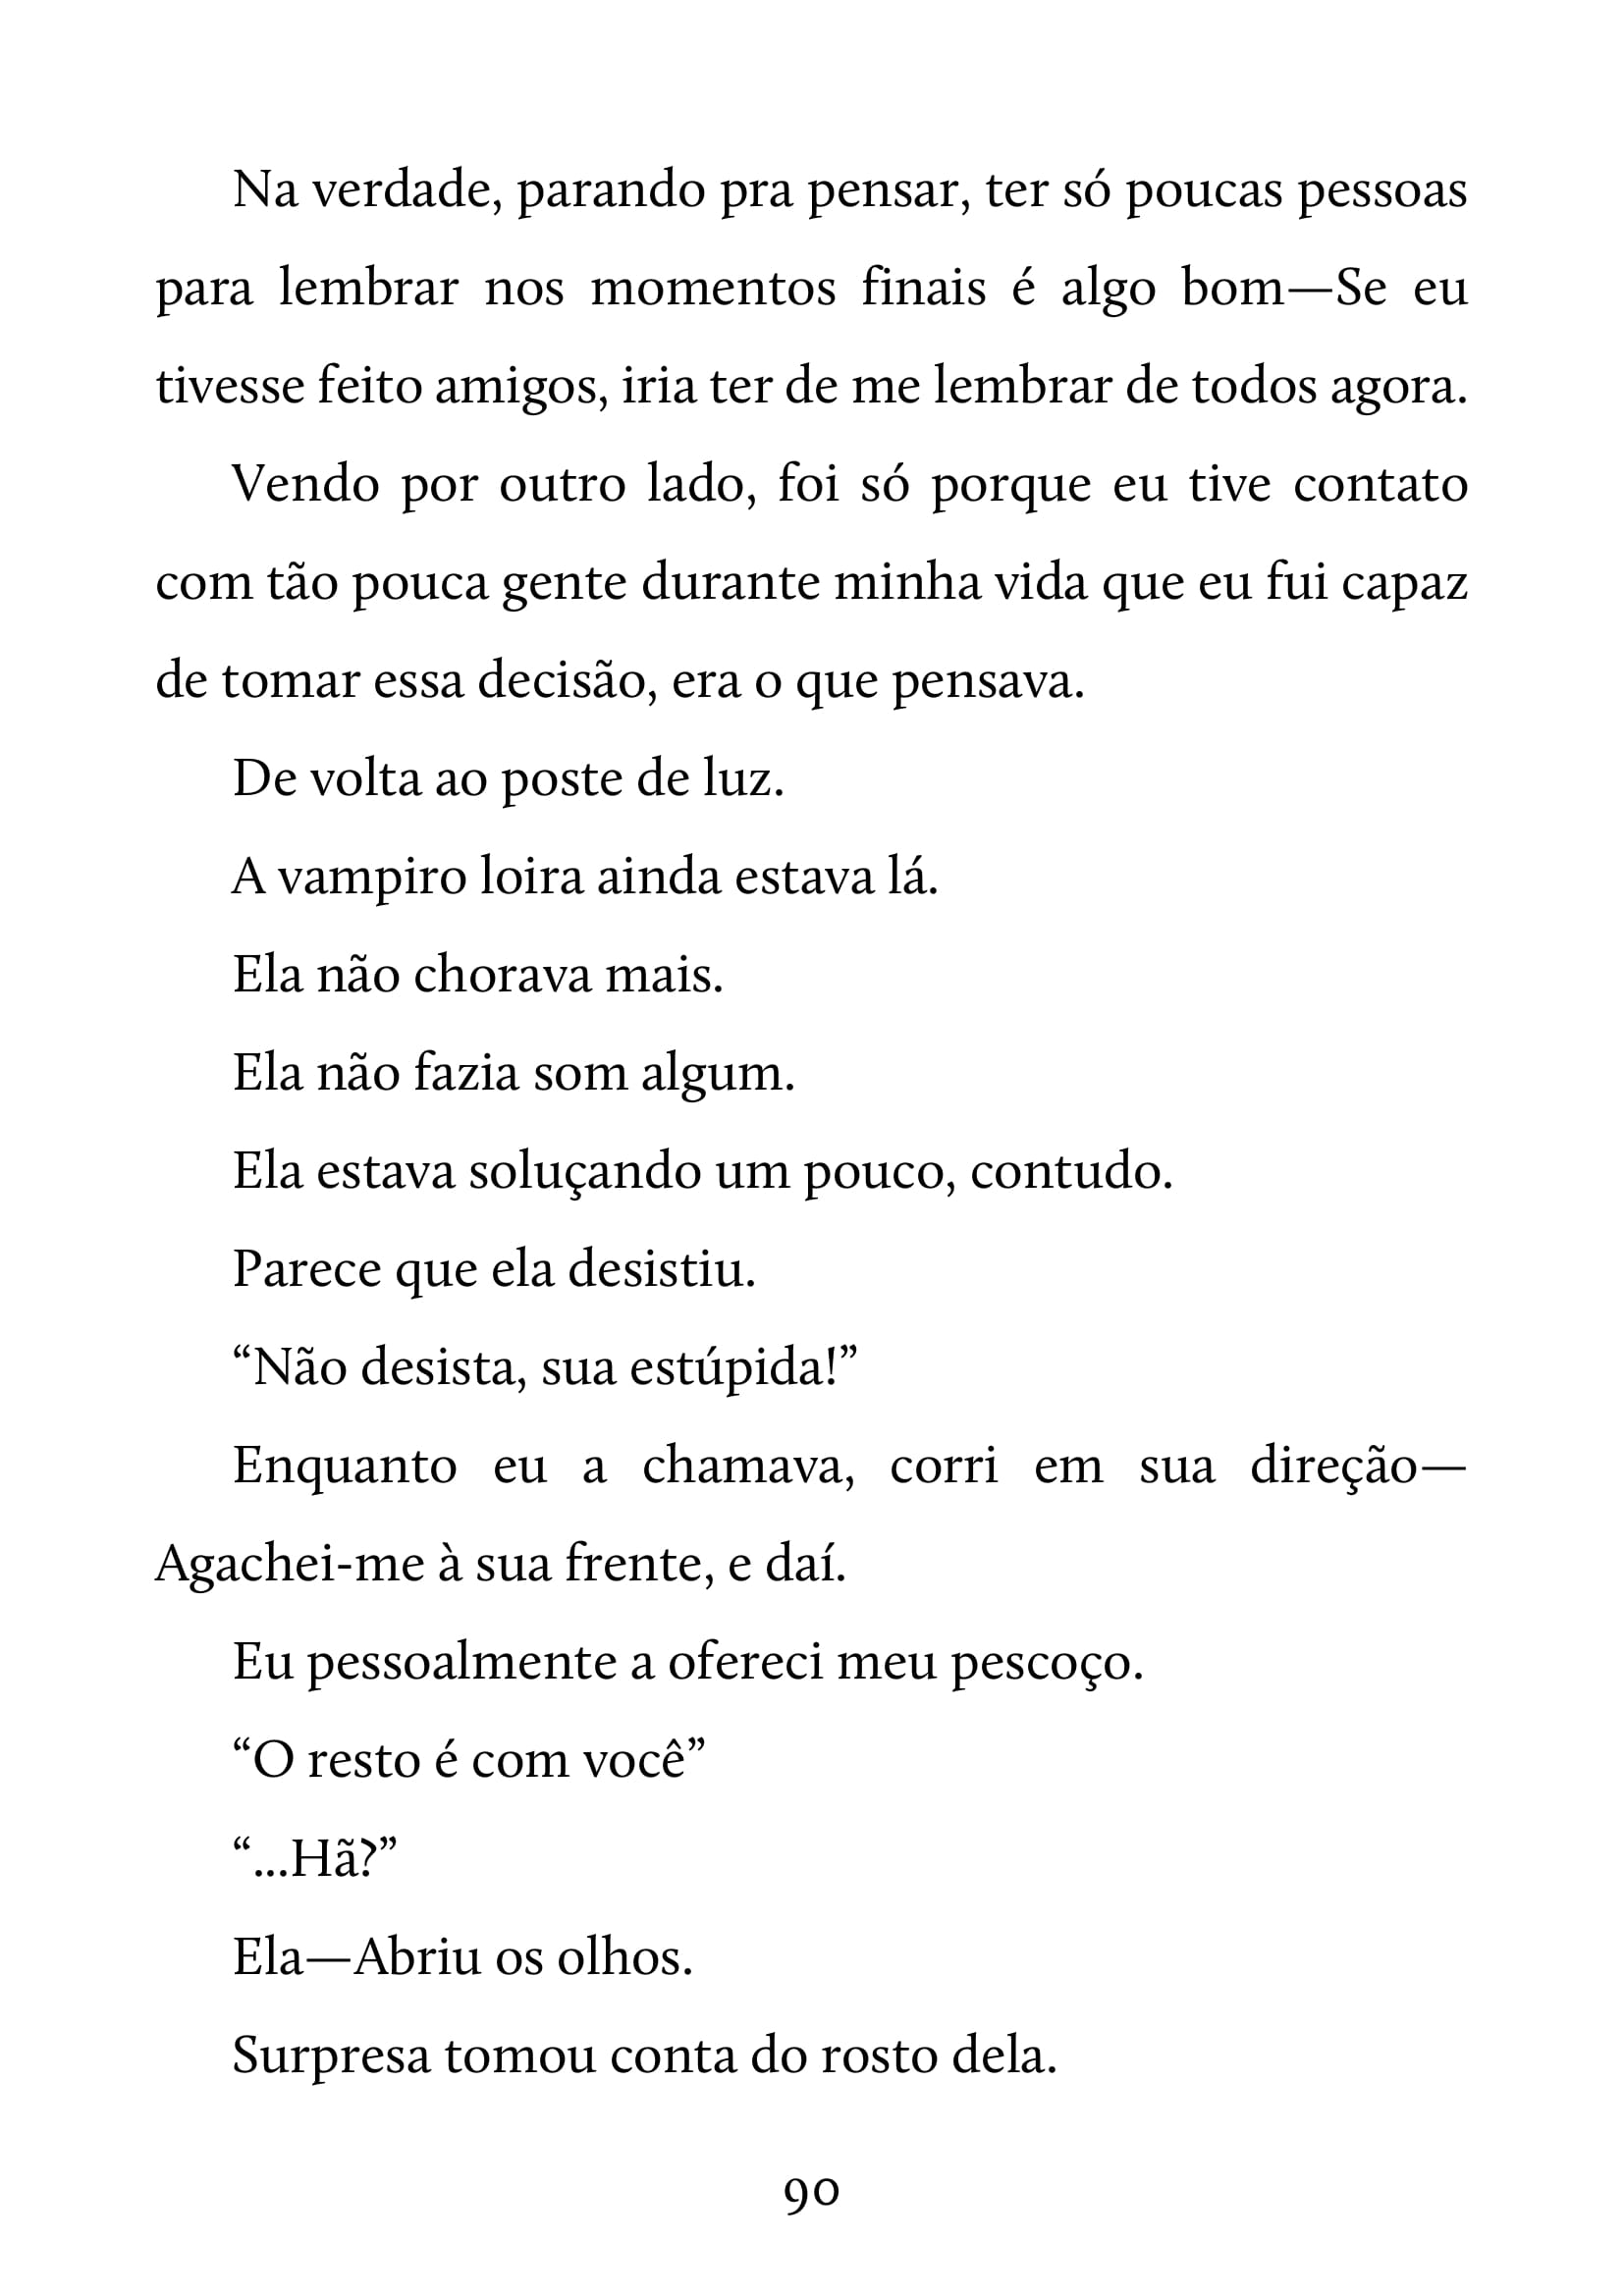 Na verdade, parando pra pensar, ter só poucas pessoas
para lembrar nos momentos finais é algo bom—Se eu
tivesse feito amigos, iria ter de me lembrar de todos agora.
Vendo por outro lado, foi só porque eu tive contato
com tão pouca gente durante minha vida que eu fui capaz
de tomar essa decisão, era o que pensava.
De volta ao poste de luz.
A vampiro loira ainda estava lá.
Ela não chorava mais.
Ela não fazia som algum.
Ela estava soluçando um pouco, contudo.
Parece que ela desistiu.
“Não desista, sua estúpida!”
Enquanto eu a chamava, corri em sua direção—
Agachei-me à sua frente, e daí.
Eu pessoalmente a ofereci meu pescoço.
“O resto é com você”
“...Hã?”
Ela—Abriu os olhos.
Surpresa tomou conta do rosto dela.
90